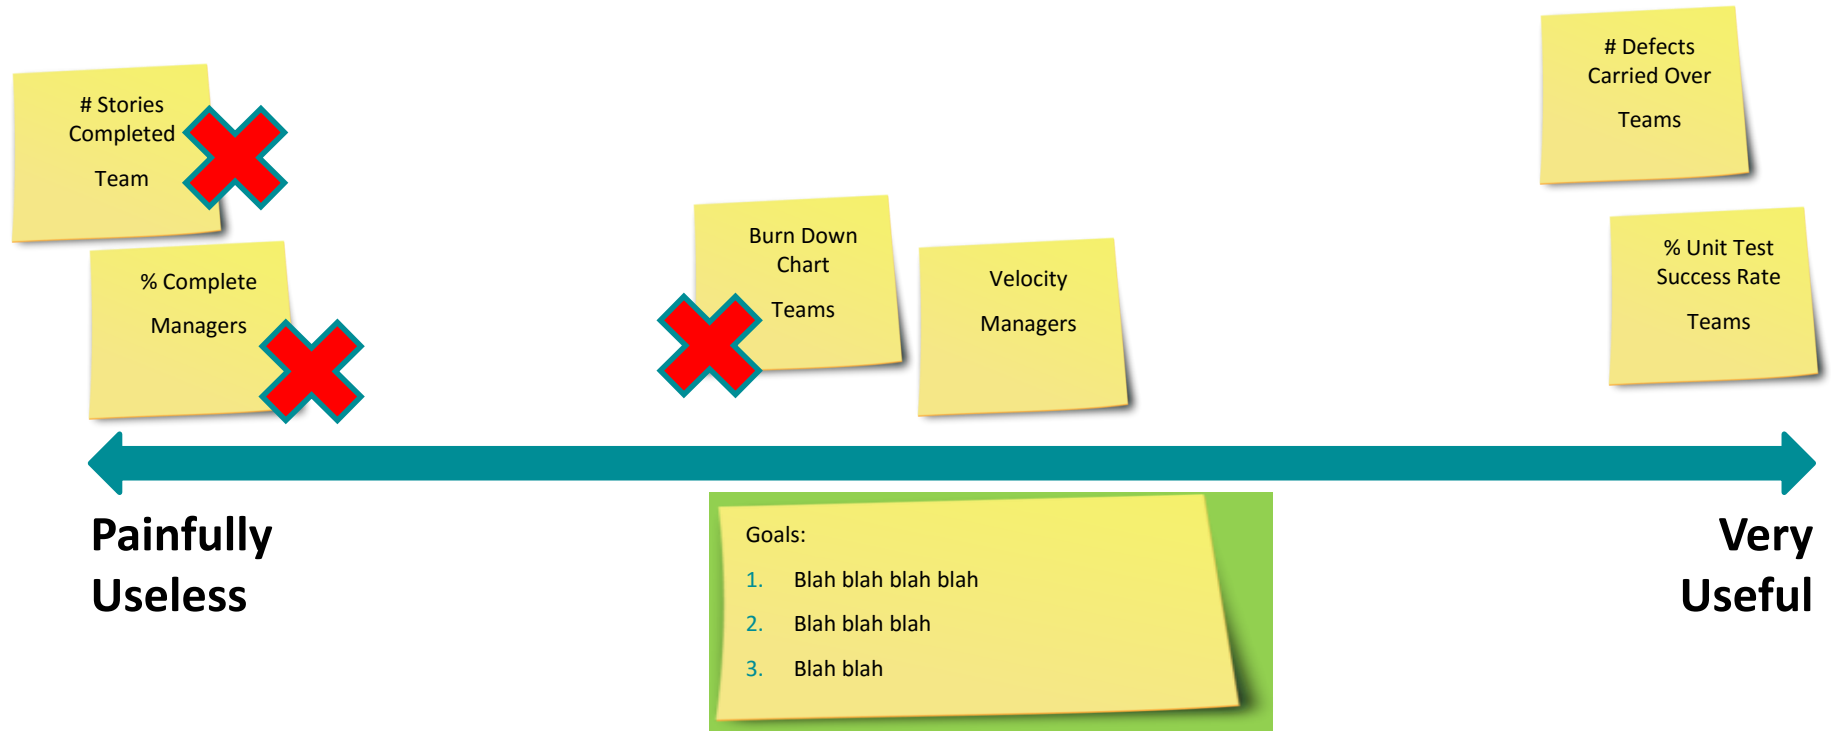 # Stories
Completed
Team
% Complete
Managers
Burn Down
Chart
Teams
Velocity
Managers
# Defects
Carried Over
Teams
% Unit Test
Success Rate
Teams
Painfully
Useless
Very
Useful
Goals:
1. Blah blah blah blah
2. Blah blah blah
3. Blah blah